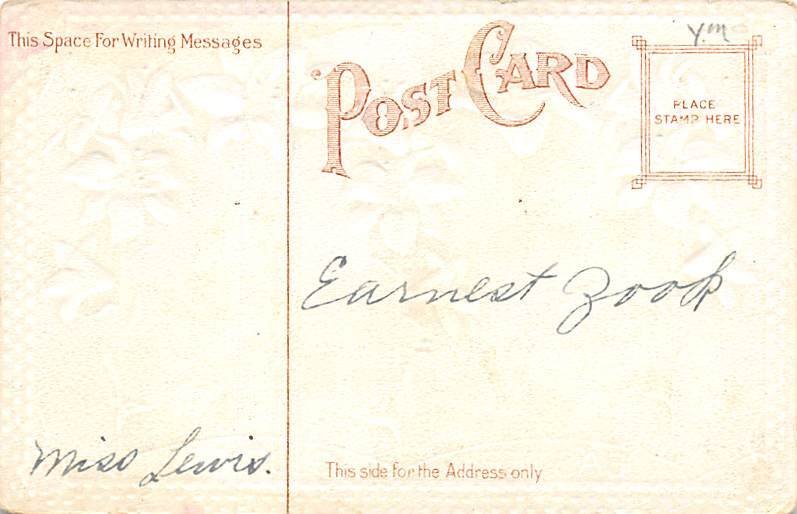 This Space For Writing Messages
POST CARD
Y.M
PLACE
STAMP HERE
Earnest Zook
Miss Lewis.
This side for the Address only